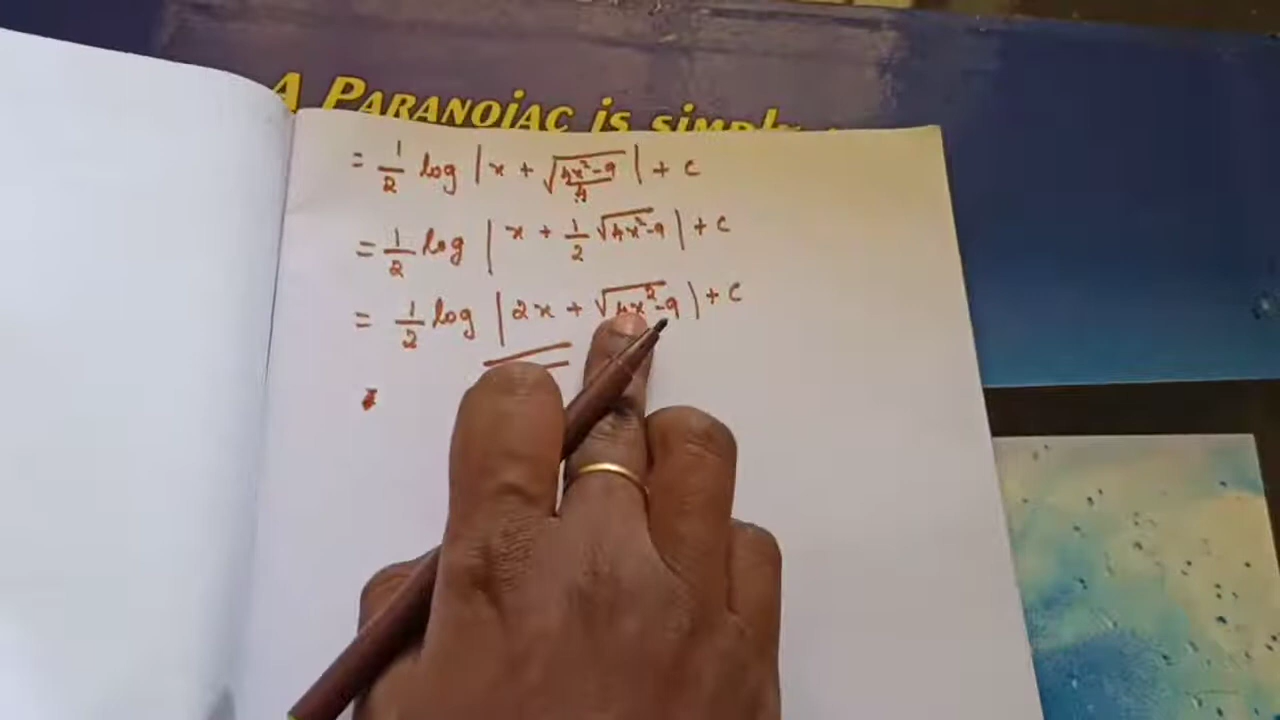 A PARANOiAC is simply
= 1/2 log |x + √((4x²-9)/4)| + c
= 1/2 log |x + 1/2 √(4x²-9)| + c
= 1/2 log |2x + √(4x²-9)| + c